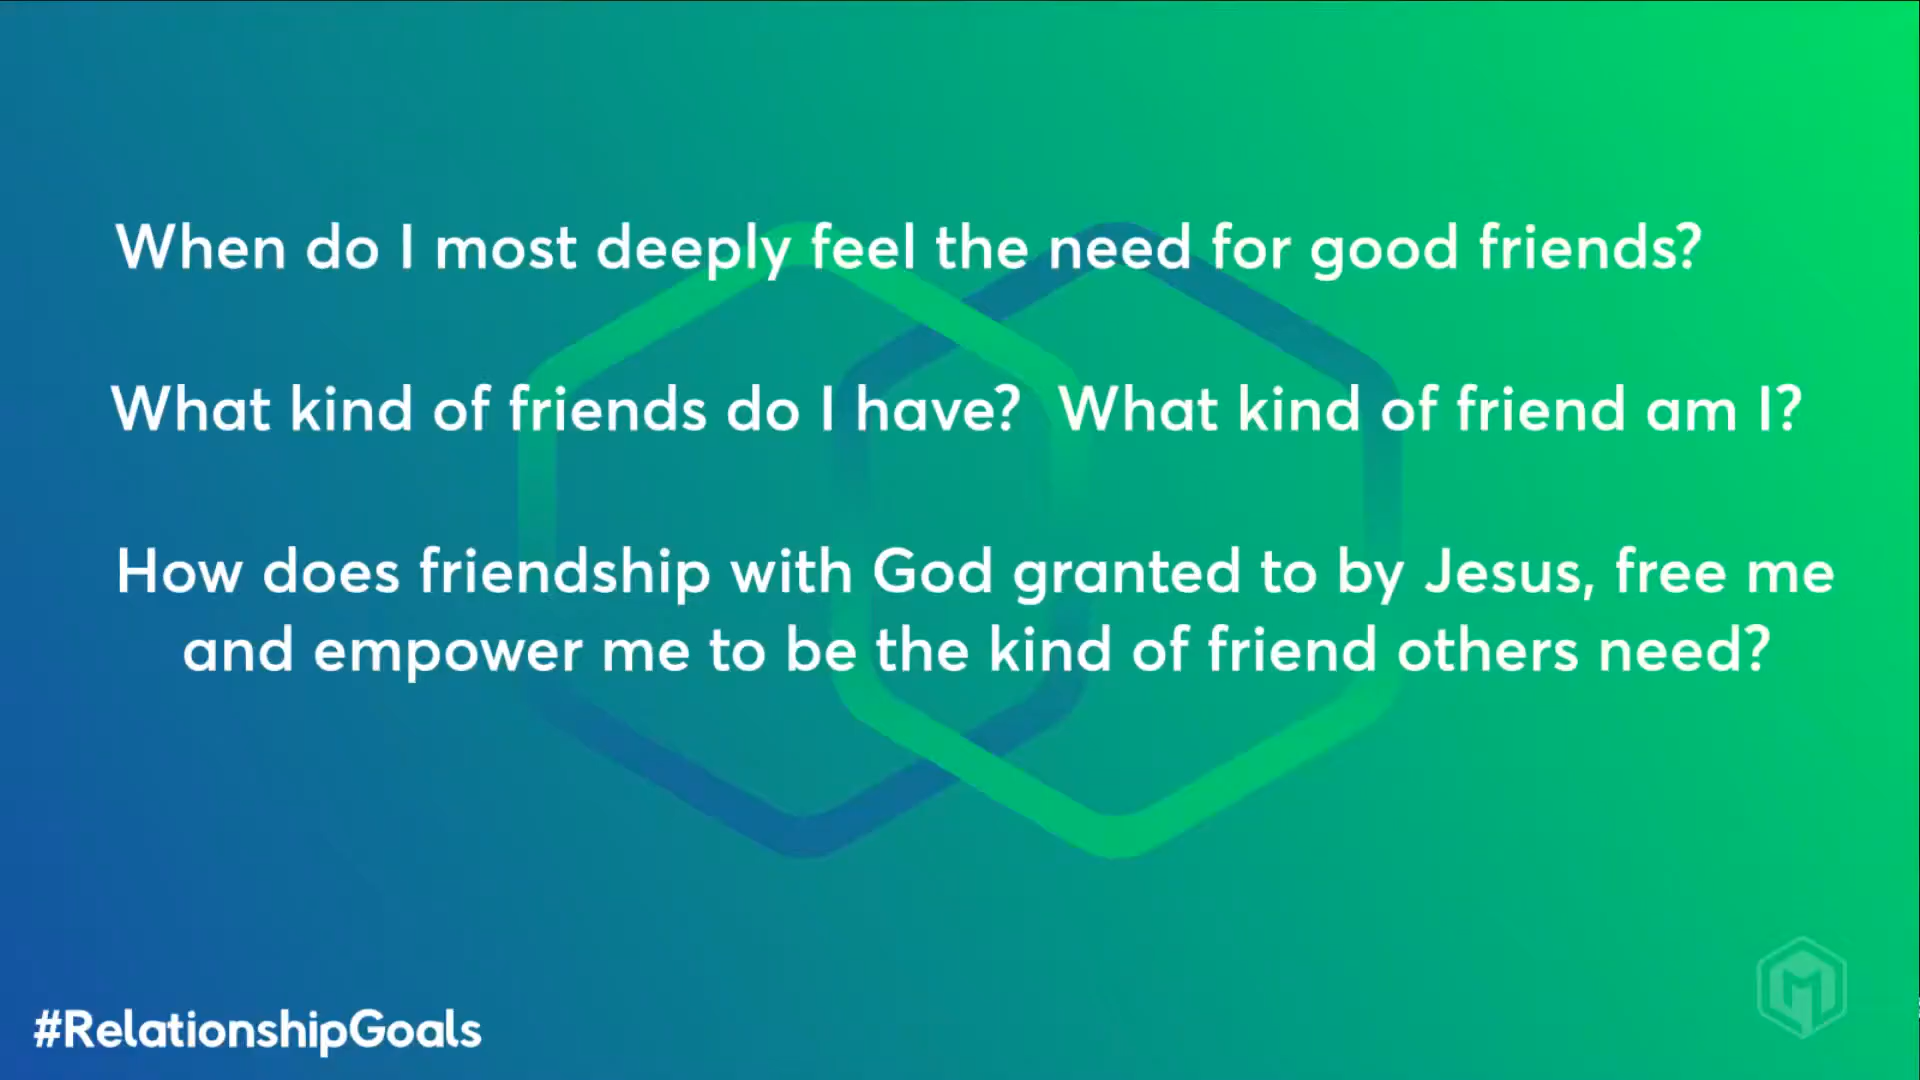 When do I most deeply feel the need for good friends?
What kind of friends do I have?  What kind of friend am I?
How does friendship with God granted to by Jesus, free me
and empower me to be the kind of friend others need?
#RelationshipGoals